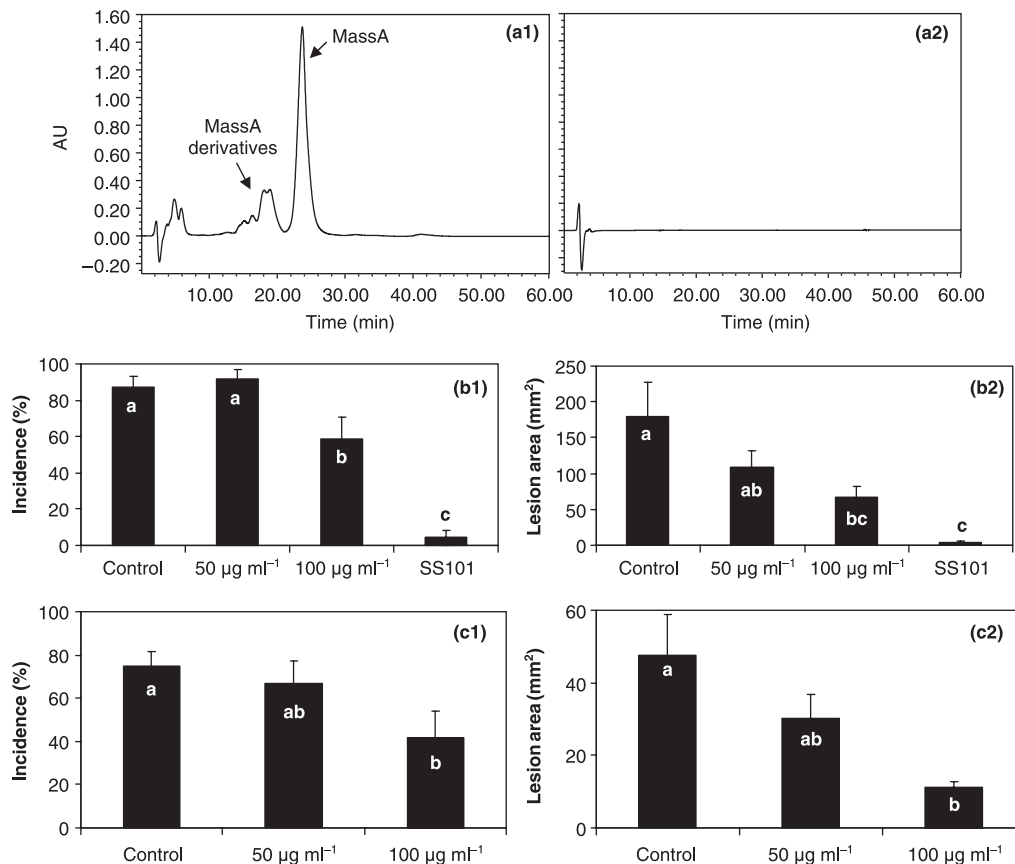 (a1)
1.60
1.40
1.20
1.00
0.80
0.60
0.40
0.20
0.00
–0.20
AU
MassA
MassA
derivatives
10.00 20.00 30.00 40.00 50.00 60.00
Time (min)
(a2)
10.00 20.00 30.00 40.00 50.00 60.00
Time (min)
(b1)
Incidence (%)
100
80
60
40
20
0
a
a
b
c
Control 50 µg ml⁻¹ 100 µg ml⁻¹ SS101
(b2)
Lesion area (mm²)
250
200
150
100
50
0
a
ab
bc
c
Control 50 µg ml⁻¹ 100 µg ml⁻¹ SS101
(c1)
Incidence (%)
100
80
60
40
20
0
a
ab
b
Control 50 µg ml⁻¹ 100 µg ml⁻¹
(c2)
Lesion area (mm²)
60
40
20
0
a
ab
b
Control 50 µg ml⁻¹ 100 µg ml⁻¹